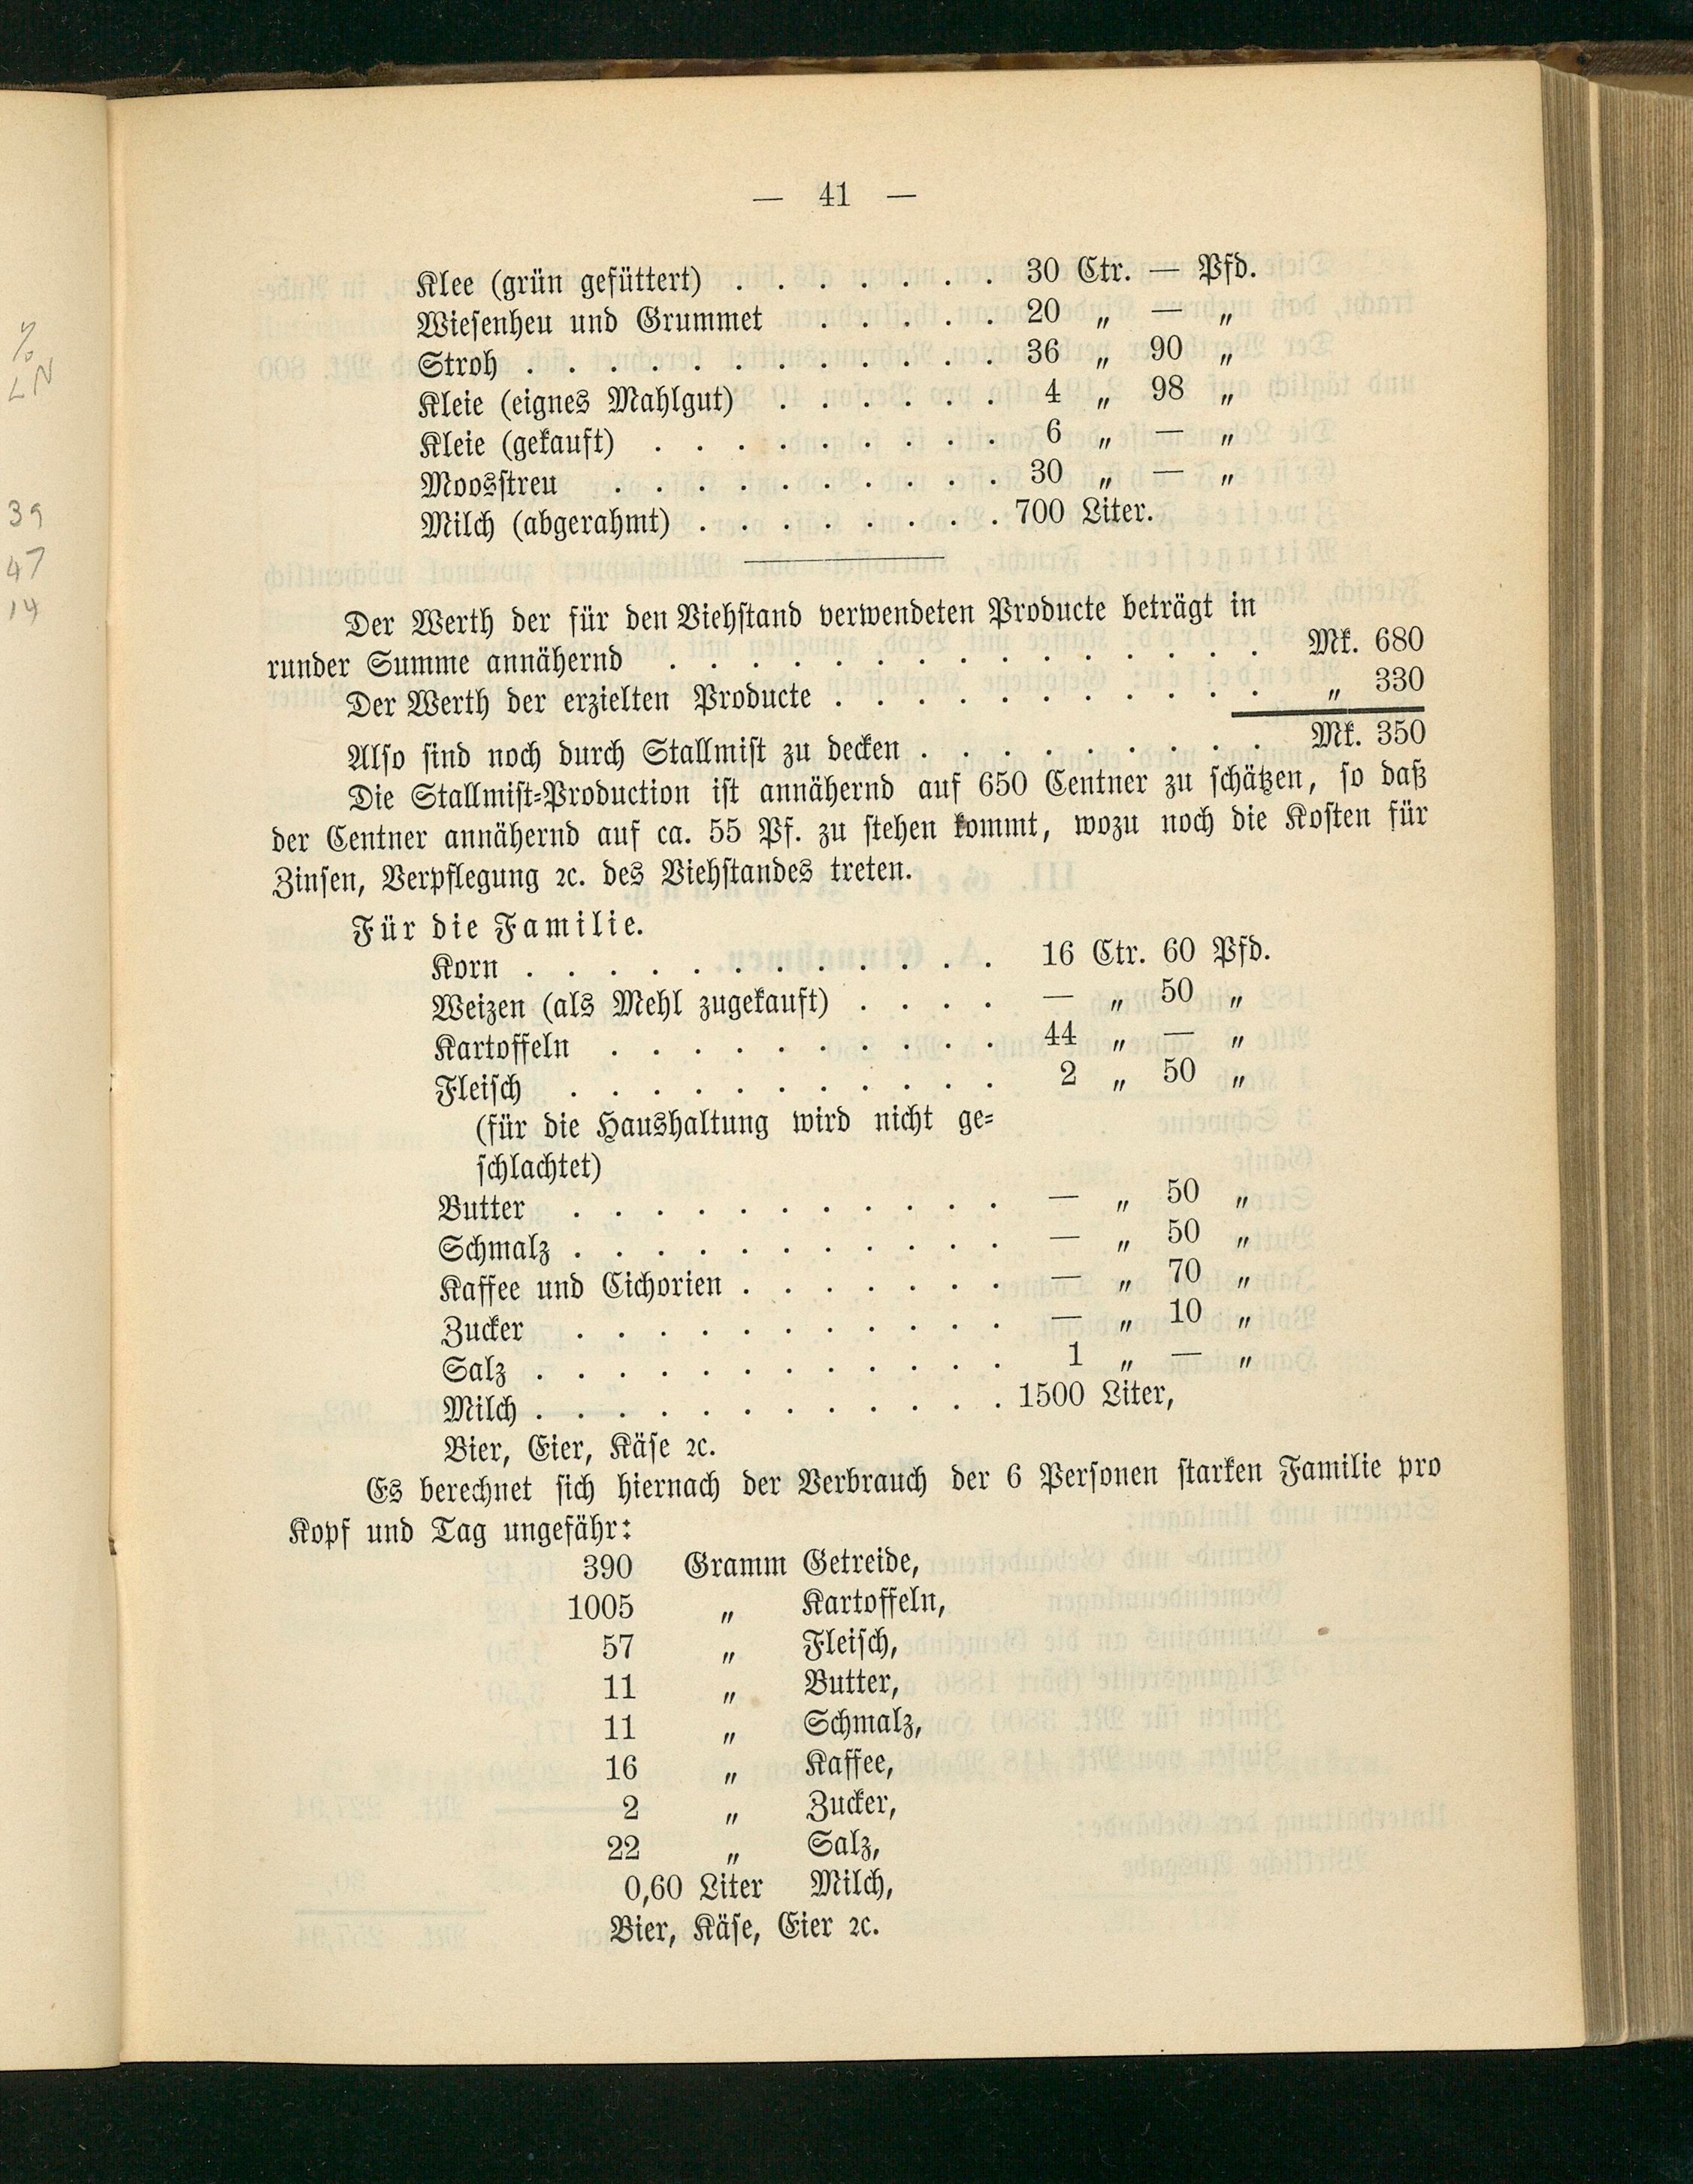 — 41 —
Klee (grün gefüttert) . . . . . . . 30 Ctr. — Pfd.
Wiesenheu und Grummet . . . . . 20 „ — „
Stroh . . . . . . . . . . . . 36 „ 90 „
Kleie (eignes Mahlgut) . . . . . . 4 „ 98 „
Kleie (gekauft) . . . . . . . . . 6 „ — „
Moosstreu . . . . . . . . . . 30 „ — „
Milch (abgerahmt) . . . . . . . . 700 Liter.
Der Werth der für den Viehstand verwendeten Producte beträgt in
runder Summe annähernd . . . . . . . . . . . . . . . Mk. 680
Der Werth der erzielten Producte . . . . . . . . . . . „ 330
Also sind noch durch Stallmist zu decken . . . . . . . . . Mk. 350
Die Stallmist-Production ist annähernd auf 650 Centner zu schätzen, so daß
der Centner annähernd auf ca. 55 Pf. zu stehen kommt, wozu noch die Kosten für
Zinsen, Verpflegung ꝛc. des Viehstandes treten.
Für die Familie.
Korn . . . . . . . . . . . . 16 Ctr. 60 Pfd.
Weizen (als Mehl zugekauft) . . . . — „ 50 „
Kartoffeln . . . . . . . . . . 44 „ — „
Fleisch . . . . . . . . . . . 2 „ 50 „
(für die Haushaltung wird nicht ge-
schlachtet)
Butter . . . . . . . . . . . — „ 50 „
Schmalz . . . . . . . . . . . — „ 50 „
Kaffee und Cichorien . . . . . . . — „ 70 „
Zucker . . . . . . . . . . . — „ 10 „
Salz . . . . . . . . . . . . 1 „ — „
Milch . . . . . . . . . . . . 1500 Liter,
Bier, Eier, Käse ꝛc.
Es berechnet sich hiernach der Verbrauch der 6 Personen starken Familie pro
Kopf und Tag ungefähr:
390 Gramm Getreide,
1005 „ Kartoffeln,
57 „ Fleisch,
11 „ Butter,
11 „ Schmalz,
16 „ Kaffee,
2 „ Zucker,
22 „ Salz,
0,60 Liter Milch,
Bier, Käse, Eier ꝛc.
39
47
14